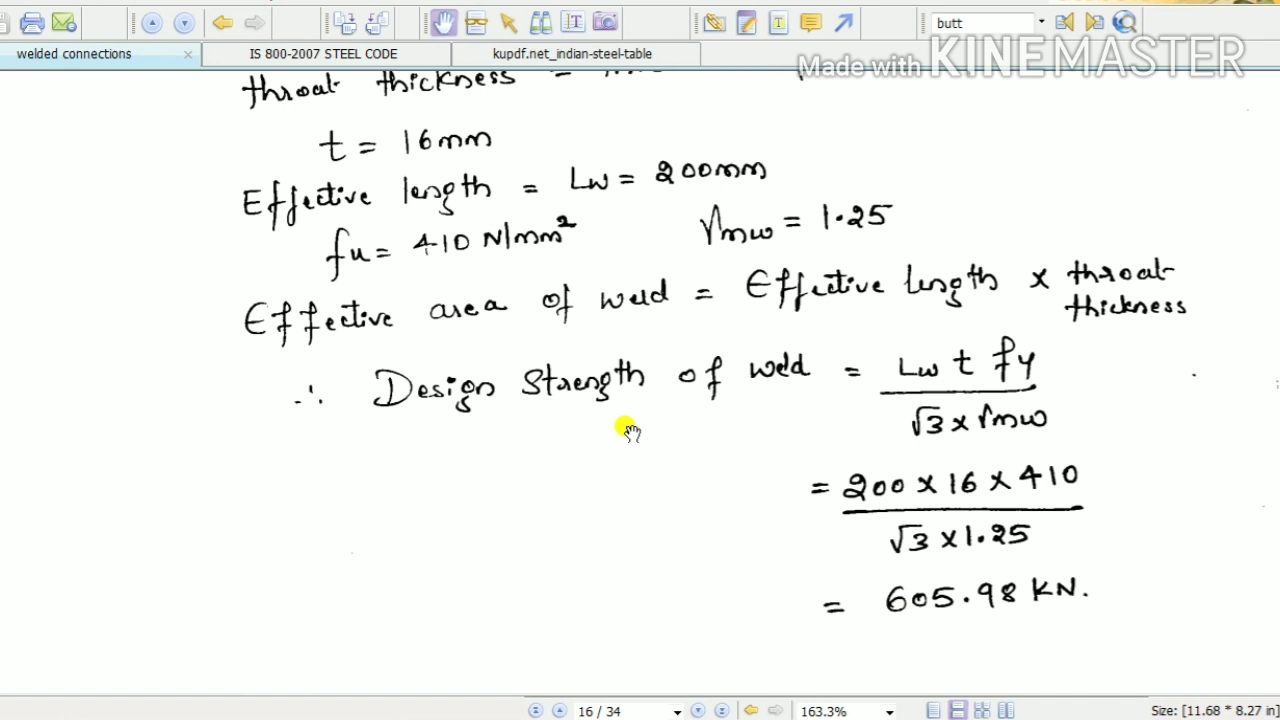 butt
welded connections
IS 800-2007 STEEL CODE
kupdf.net_indian-steel-table
Made with KINEMASTER
throat thickness =
t = 16mm
Effective length = Lw = 200mm
fu = 410 N/mm² γmw = 1.25
Effective area of weld = Effective length × throat thickness
∴ Design Strength of weld = Lw t fy
√3 × γmw
= 200 × 16 × 410
√3 × 1.25
= 605.98 KN.
16 / 34
163.3%
Size: [11.68 * 8.27 in]